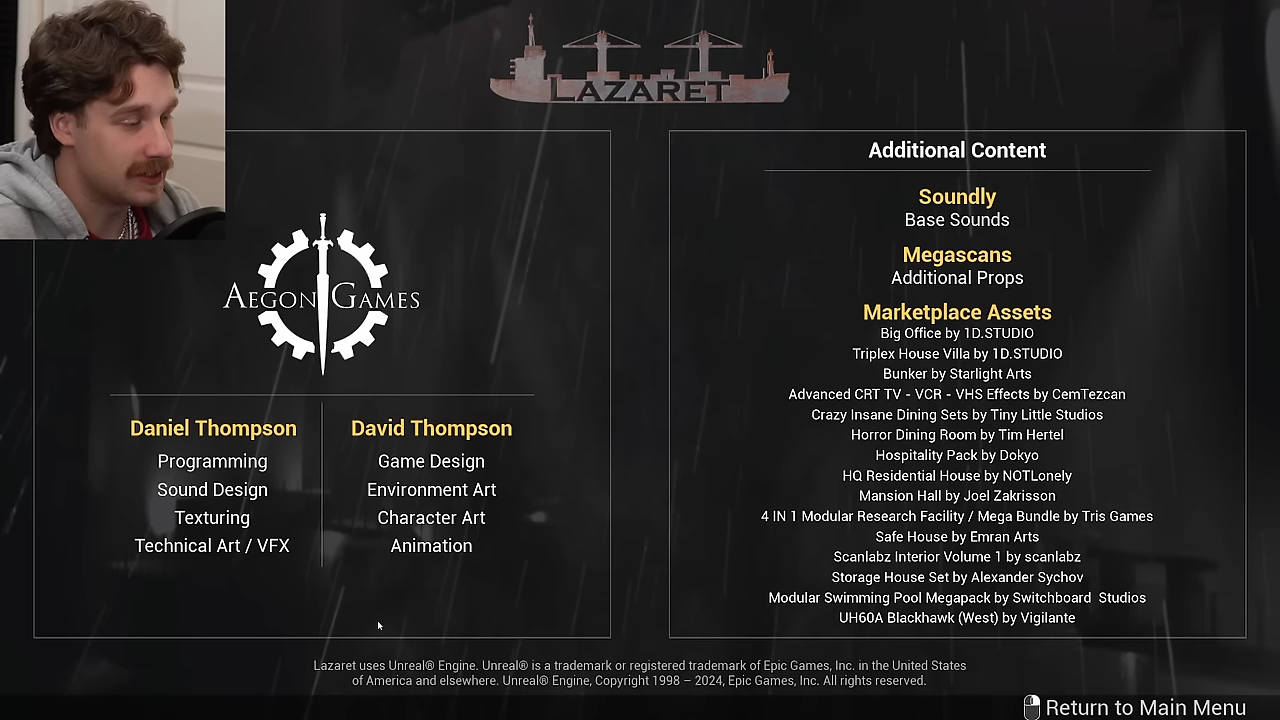 LAZARET
AEGON GAMES
Daniel Thompson
Programming
Sound Design
Texturing
Technical Art / VFX
David Thompson
Game Design
Environment Art
Character Art
Animation
Additional Content
Soundly
Base Sounds
Megascans
Additional Props
Marketplace Assets
Big Office by 1D.STUDIO
Triplex House Villa by 1D.STUDIO
Bunker by Starlight Arts
Advanced CRT TV - VCR - VHS Effects by CemTezcan
Crazy Insane Dining Sets by Tiny Little Studios
Horror Dining Room by Tim Hertel
Hospitality Pack by Dokyo
HQ Residential House by NOTLonely
Mansion Hall by Joel Zakrisson
4 IN 1 Modular Research Facility / Mega Bundle by Tris Games
Safe House by Emran Arts
Scanlabz Interior Volume 1 by scanlabz
Storage House Set by Alexander Sychov
Modular Swimming Pool Megapack by Switchboard Studios
UH60A Blackhawk (West) by Vigilante
Lazaret uses Unreal® Engine. Unreal® is a trademark or registered trademark of Epic Games, Inc. in the United States
of America and elsewhere. Unreal® Engine, Copyright 1998 – 2024, Epic Games, Inc. All rights reserved.
Return to Main Menu